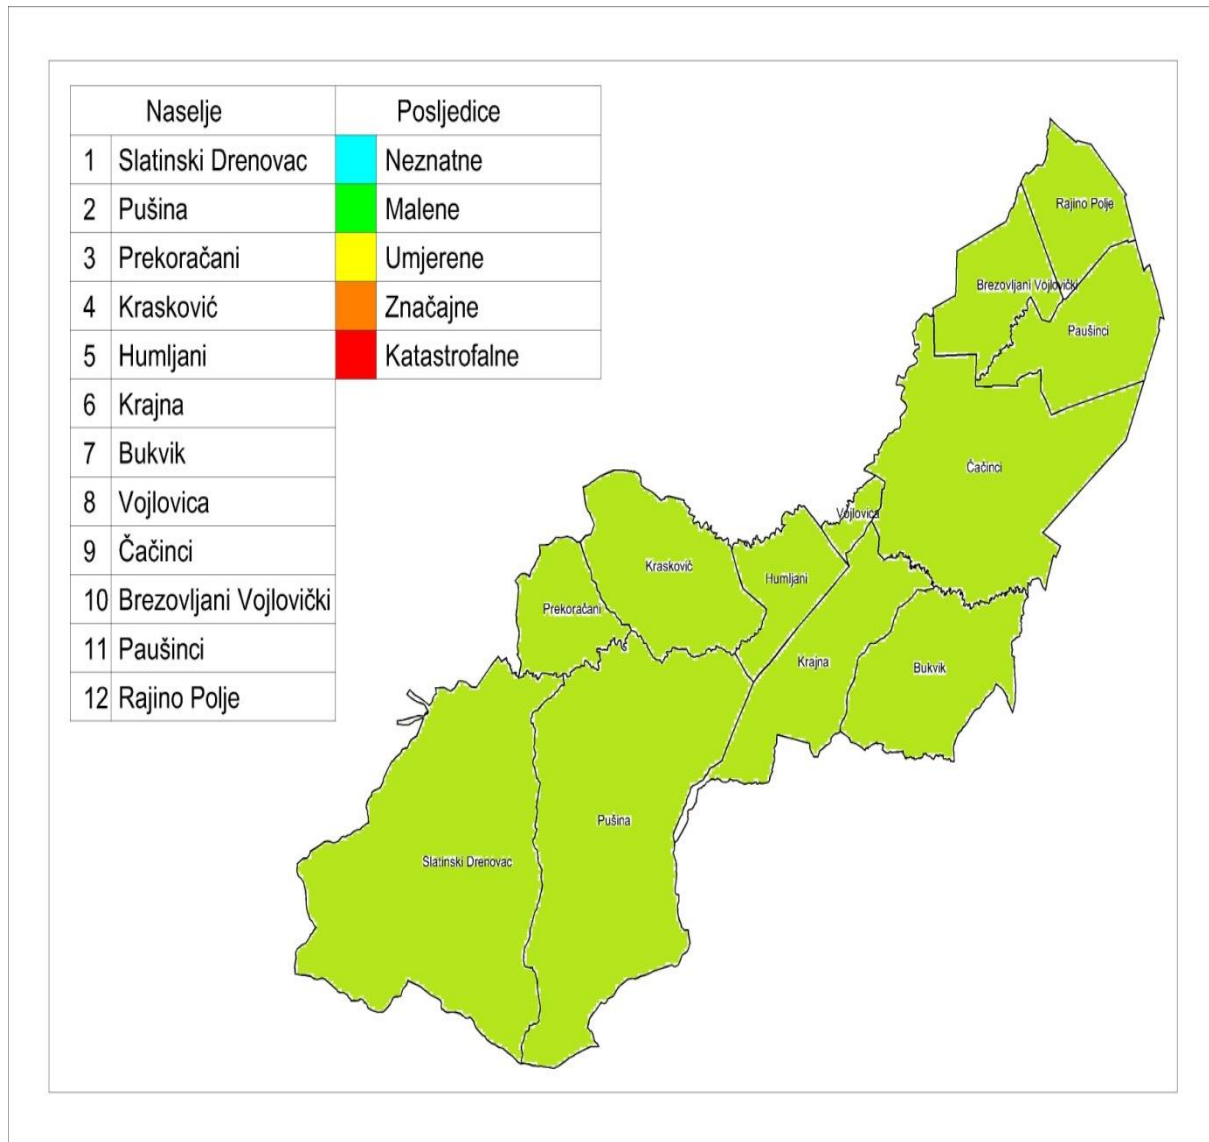 Naselje Posljedice
1 Slatinski Drenovac Neznatne
2 Pušina Malene
3 Prekoračani Umjerene
4 Krasković Značajne
5 Humljani Katastrofalne
6 Krajna
7 Bukvik
8 Vojlovica
9 Čačinci
10 Brezovljani Vojlovički
11 Paušinci
12 Rajino Polje
Rajino Polje
Brezovljani Vojlovički
Paušinci
Čačinci
Vojlovica
Krasković
Humljani
Prekoračani
Krajna
Bukvik
Pušina
Slatinski Drenovac